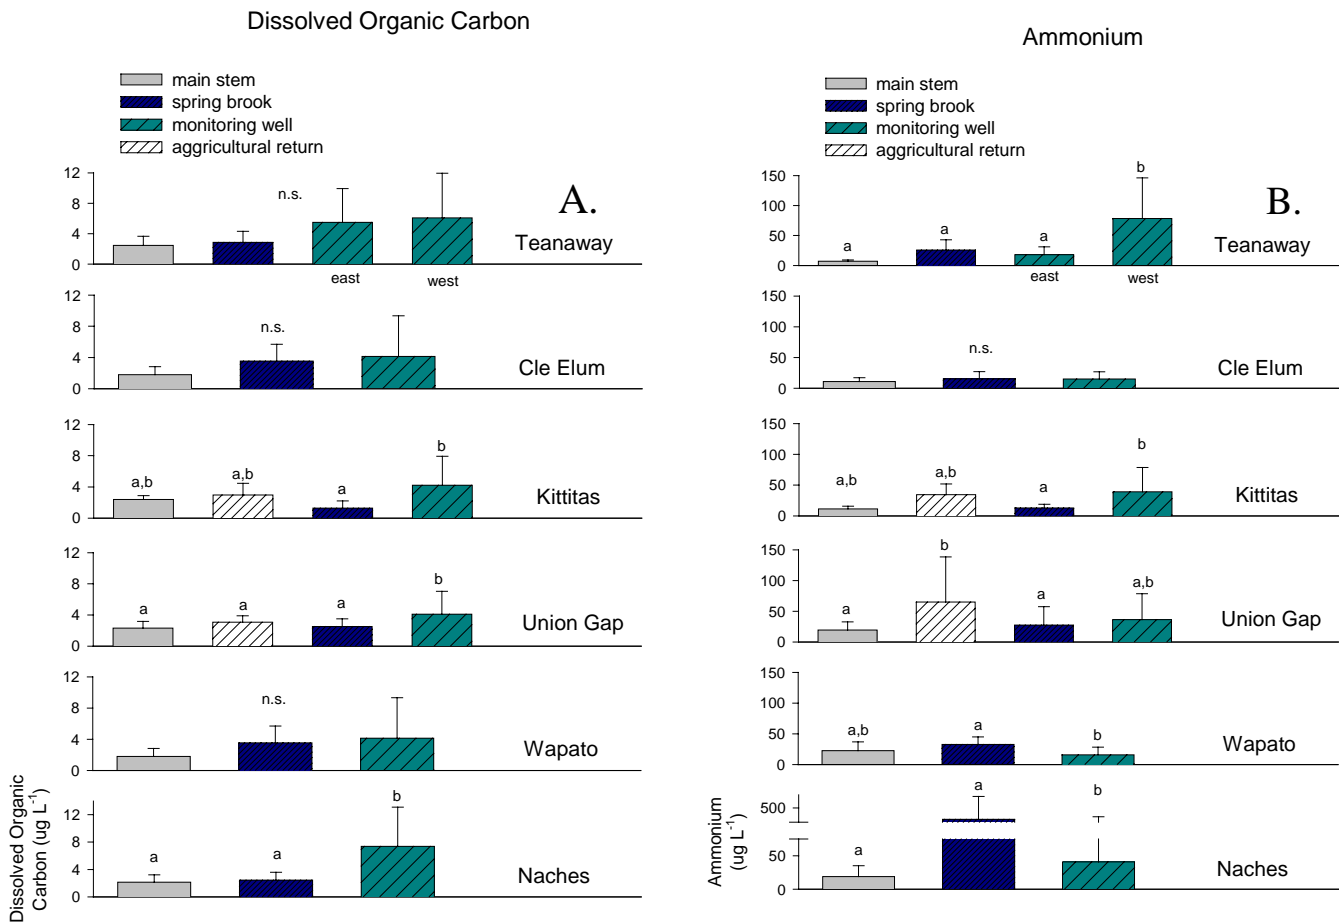 Dissolved Organic Carbon
main stem
spring brook
monitoring well
aggricultural return
12
8
4
0
n.s.
A.
Teanaway
east
west
12
8
4
0
n.s.
Cle Elum
12
8
4
0
a,b
a,b
a
b
Kittitas
12
8
4
0
a
a
a
b
Union Gap
12
8
4
0
n.s.
Wapato
12
8
4
0
a
a
b
Naches
Dissolved Organic
Carbon (ug L-1)
Ammonium
main stem
spring brook
monitoring well
aggricultural return
150
100
50
0
a
a
a
b
B.
Teanaway
east
west
150
100
50
0
n.s.
Cle Elum
150
100
50
0
a,b
a,b
a
b
Kittitas
150
100
50
0
a
b
a
a,b
Union Gap
150
100
50
0
a,b
a
b
Wapato
500
50
0
a
a
b
Naches
Ammonium
(ug L-1)